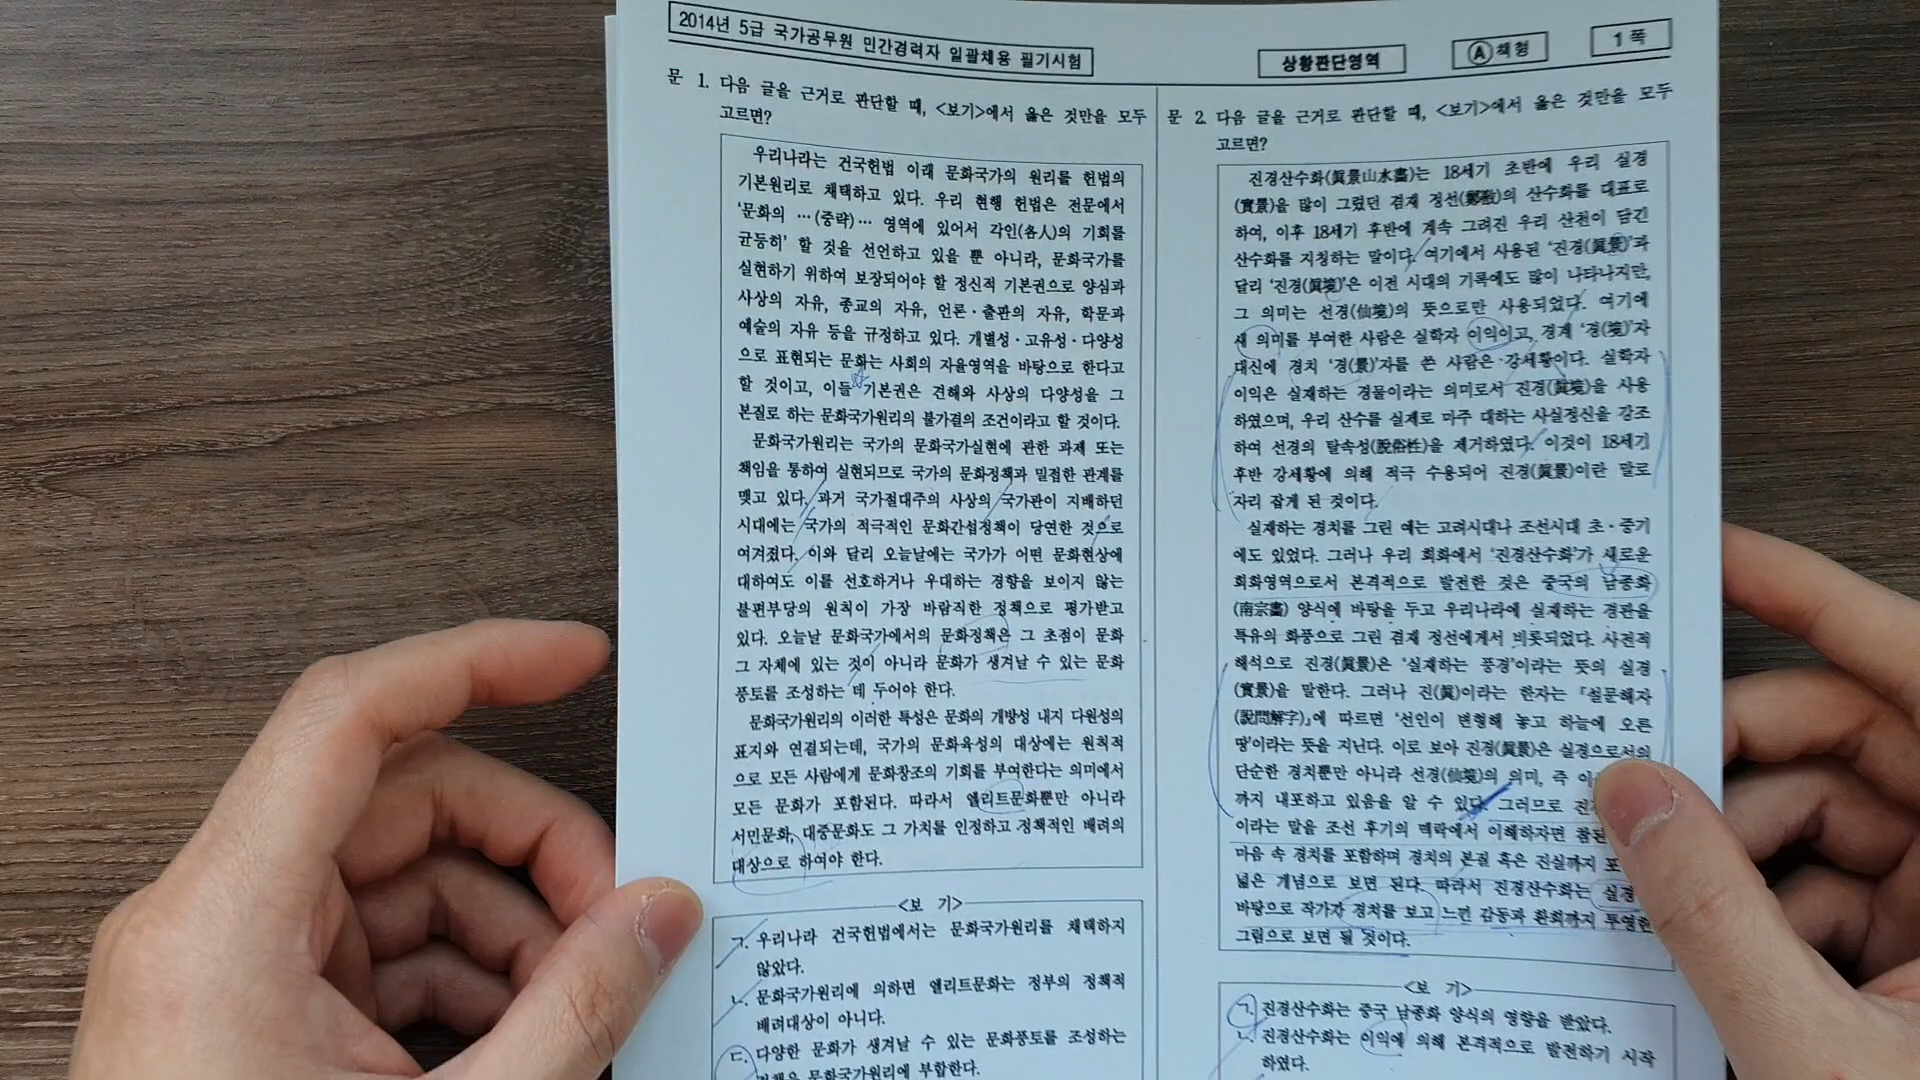 2014년 5급 국가공무원 민간경력자 일괄채용 필기시험
상황판단영역
Ⓐ책형
1 쪽
문 1. 다음 글을 근거로 판단할 때, <보기>에서 옳은 것만을 모두
고르면?
우리나라는 건국헌법 이래 문화국가의 원리를 헌법의
기본원리로 채택하고 있다. 우리 현행 헌법은 전문에서
‘문화의 …(중략)… 영역에 있어서 각인(各人)의 기회를
균등히’ 할 것을 선언하고 있을 뿐 아니라, 문화국가를
실현하기 위하여 보장되어야 할 정신적 기본권으로 양심과
사상의 자유, 종교의 자유, 언론·출판의 자유, 학문과
예술의 자유 등을 규정하고 있다. 개별성·고유성·다양성
으로 표현되는 문화는 사회의 자율영역을 바탕으로 한다고
할 것이고, 이들 기본권은 견해와 사상의 다양성을 그
본질로 하는 문화국가원리의 불가결의 조건이라고 할 것이다.
문화국가원리는 국가의 문화국가실현에 관한 과제 또는
책임을 통하여 실현되므로 국가의 문화정책과 밀접한 관계를
맺고 있다. 과거 국가절대주의 사상의 국가관이 지배하던
시대에는 국가의 적극적인 문화간섭정책이 당연한 것으로
여겨졌다. 이와 달리 오늘날에는 국가가 어떤 문화현상에
대하여도 이를 선호하거나 우대하는 경향을 보이지 않는
불편부당의 원칙이 가장 바람직한 정책으로 평가받고
있다. 오늘날 문화국가에서의 문화정책은 그 초점이 문화
그 자체에 있는 것이 아니라 문화가 생겨날 수 있는 문화
풍토를 조성하는 데 두어야 한다.
문화국가원리의 이러한 특성은 문화의 개방성 내지 다원성의
표지와 연결되는데, 국가의 문화육성의 대상에는 원칙적
으로 모든 사람에게 문화창조의 기회를 부여한다는 의미에서
모든 문화가 포함된다. 따라서 엘리트문화뿐만 아니라
서민문화, 대중문화도 그 가치를 인정하고 정책적인 배려의
대상으로 하여야 한다.
<보 기>
ㄱ. 우리나라 건국헌법에서는 문화국가원리를 채택하지
않았다.
ㄴ. 문화국가원리에 의하면 엘리트문화는 정부의 정책적
배려대상이 아니다.
ㄷ. 다양한 문화가 생겨날 수 있는 문화풍토를 조성하는
정책은 문화국가원리에 부합한다.
문 2. 다음 글을 근거로 판단할 때, <보기>에서 옳은 것만을 모두
고르면?
진경산수화(眞景山水畵)는 18세기 초반에 우리 실경
(實景)을 많이 그렸던 겸재 정선(鄭敾)의 산수화를 대표로
하여, 이후 18세기 후반에 계속 그려진 우리 산천이 담긴
산수화를 지칭하는 말이다. 여기에서 사용된 ‘진경(眞景)’과
달리 ‘진경(眞境)’은 이전 시대의 기록에도 많이 나타나지만,
그 의미는 선경(仙境)의 뜻으로만 사용되었다. 여기에
새 의미를 부여한 사람은 실학자 이익이고, 경계 ‘경(境)’자
대신에 경치 ‘경(景)’자를 쓴 사람은 강세황이다. 실학자
이익은 실재하는 경물이라는 의미로서 진경(眞境)을 사용
하였으며, 우리 산수를 실제로 마주 대하는 사실정신을 강조
하여 선경의 탈속성(脫俗性)을 제거하였다. 이것이 18세기
후반 강세황에 의해 적극 수용되어 진경(眞景)이란 말로
자리 잡게 된 것이다.
실재하는 경치를 그린 예는 고려시대나 조선시대 초·중기
에도 있었다. 그러나 우리 회화에서 ‘진경산수화’가 새로운
회화영역으로서 본격적으로 발전한 것은 중국의 남종화
(南宗畵) 양식에 바탕을 두고 우리나라에 실재하는 경관을
특유의 화풍으로 그린 겸재 정선에게서 비롯되었다. 사전적
해석으로 진경(眞景)은 ‘실재하는 풍경’이라는 뜻의 실경
(實景)을 말한다. 그러나 진(眞)이라는 한자는 『설문해자
(說問解字)』에 따르면 ‘선인이 변형해 놓고 하늘에 오른
땅’이라는 뜻을 지닌다. 이로 보아 진경(眞景)은 실경으로서의
단순한 경치뿐만 아니라 선경(仙境)의 의미, 즉 이
까지 내포하고 있음을 알 수 있다. 그러므로 진
이라는 말을 조선 후기의 맥락에서 이해하자면 참된
마음 속 경치를 포함하며 경치의 본질 혹은 진실까지 포
넓은 개념으로 보면 된다. 따라서 진경산수화는 실경
바탕으로 작가가 경치를 보고 느낀 감동과 환희까지 투영한
그림으로 보면 될 것이다.
<보 기>
ㄱ. 진경산수화는 중국 남종화 양식의 영향을 받았다.
ㄴ. 진경산수화는 이익에 의해 본격적으로 발전하기 시작
하였다.